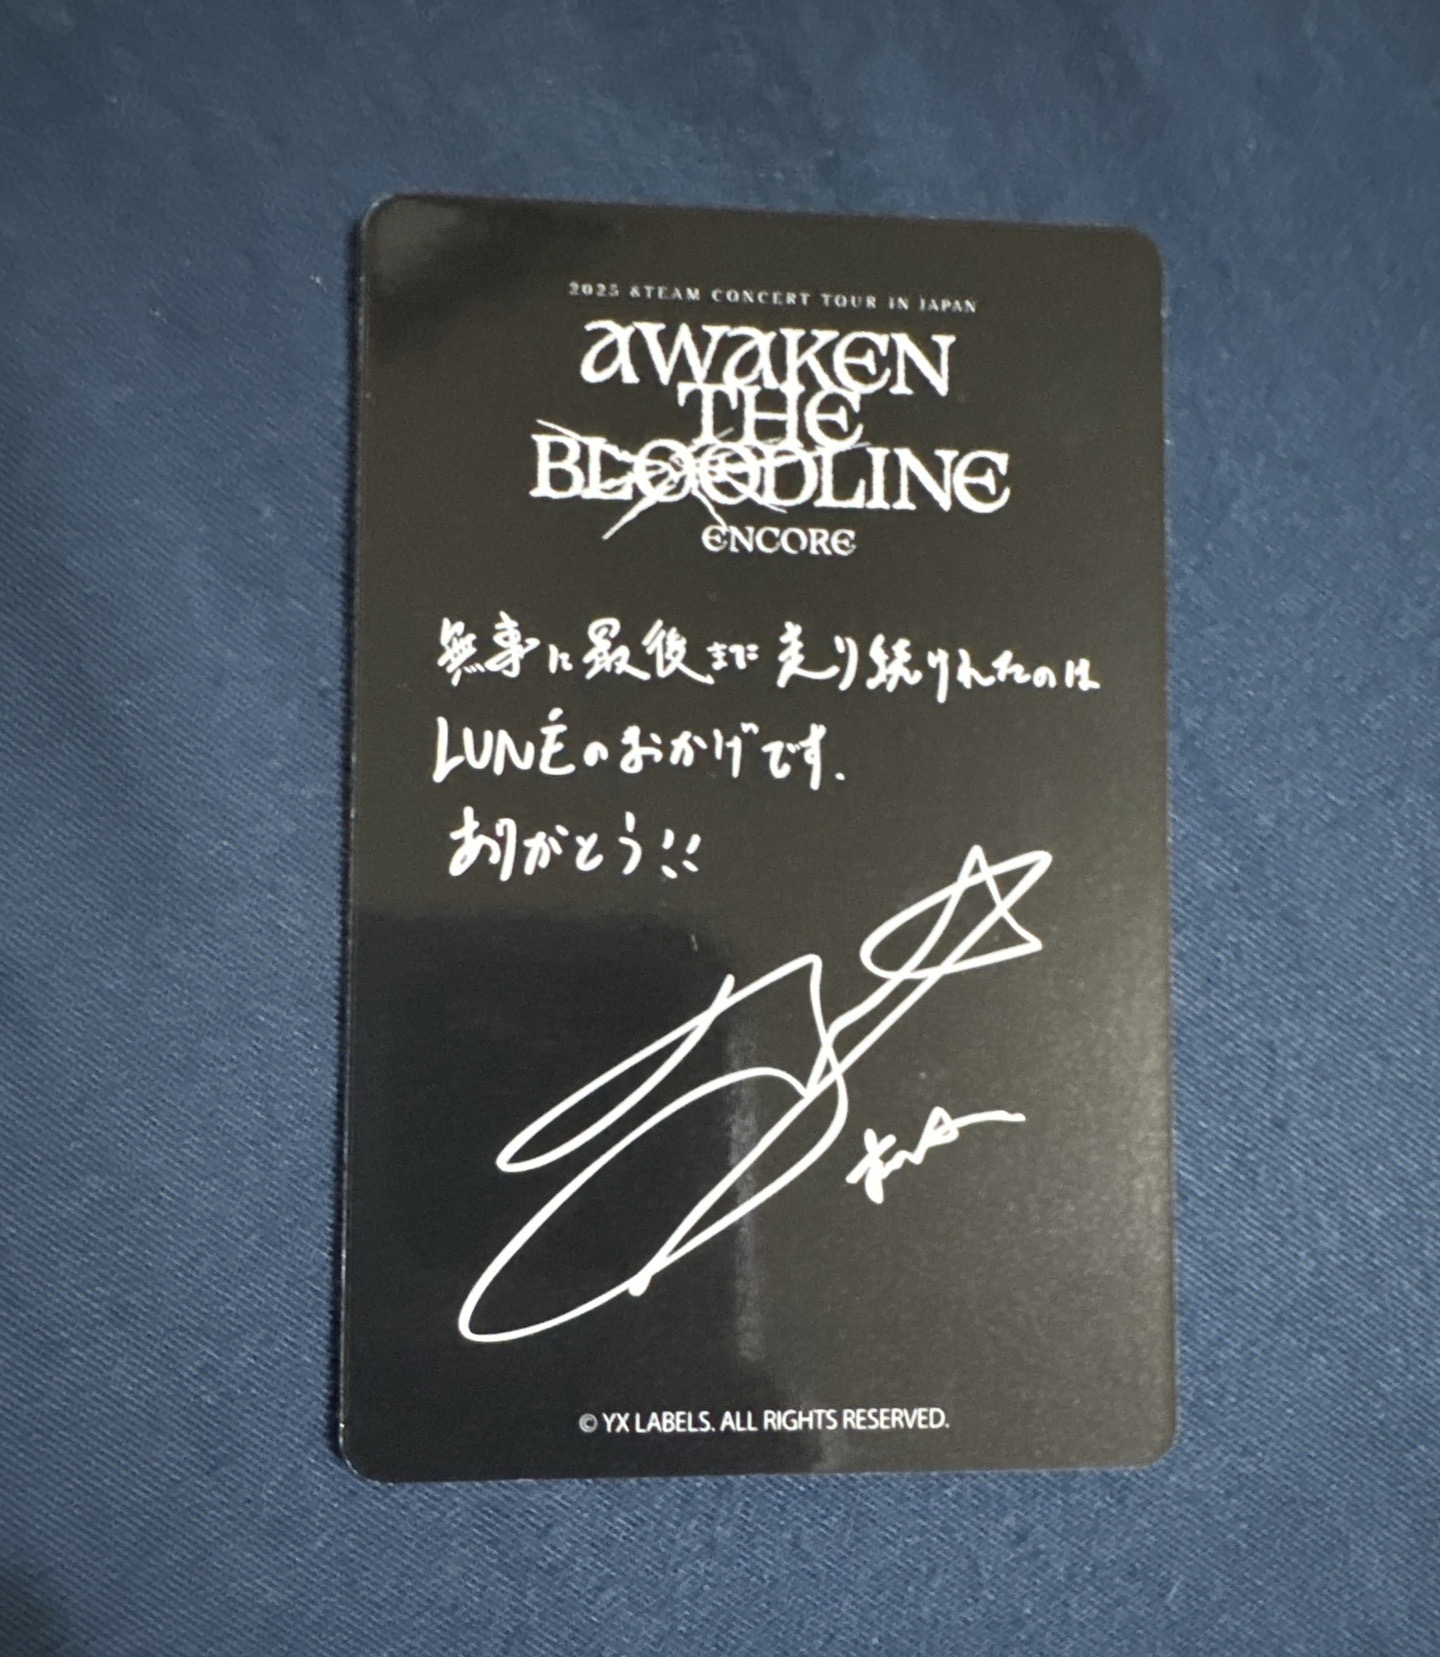 2025 &TEAM CONCERT TOUR IN JAPAN
AWAKEN
THE
BLOODLINE
ENCORE
無事に最後まで走り続けれたのは
LUNÉのおかげです.
ありがとう!!
© YX LABELS. ALL RIGHTS RESERVED.